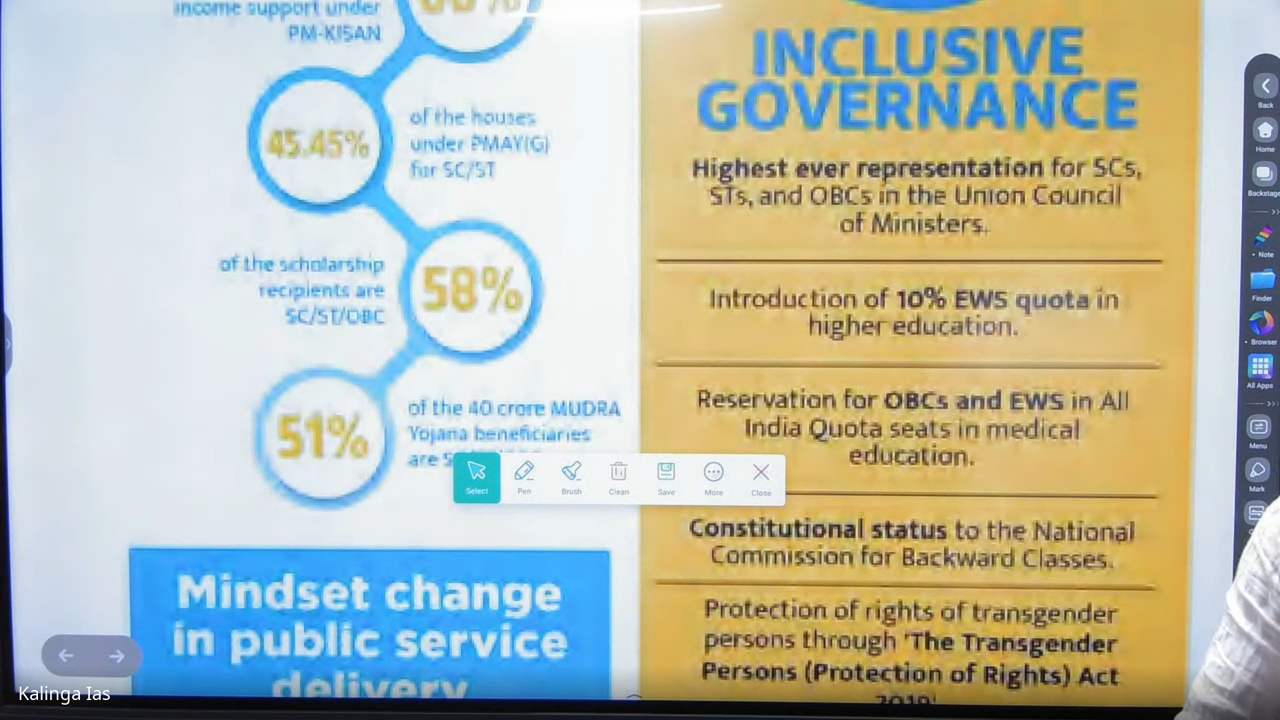 income support under
PM-KISAN
45.45%
of the houses
under PMAY(G)
for SC/ST
of the scholarship
recipients are
SC/ST/OBC
58%
51%
of the 40 crore MUDRA
Yojana beneficiaries
are
Mindset change
in public service
delivery
INCLUSIVE
GOVERNANCE
Highest ever representation for SCs,
STs, and OBCs in the Union Council
of Ministers.
Introduction of 10% EWS quota in
higher education.
Reservation for OBCs and EWS in All
India Quota seats in medical
education.
Constitutional status to the National
Commission for Backward Classes.
Protection of rights of transgender
persons through 'The Transgender
Persons (Protection of Rights) Act
2019'
Select
Pen
Brush
Clean
Save
More
Close
Back
Home
Backstage
Note
Finder
Browser
All Apps
Menu
Mark
Kalinga Ias